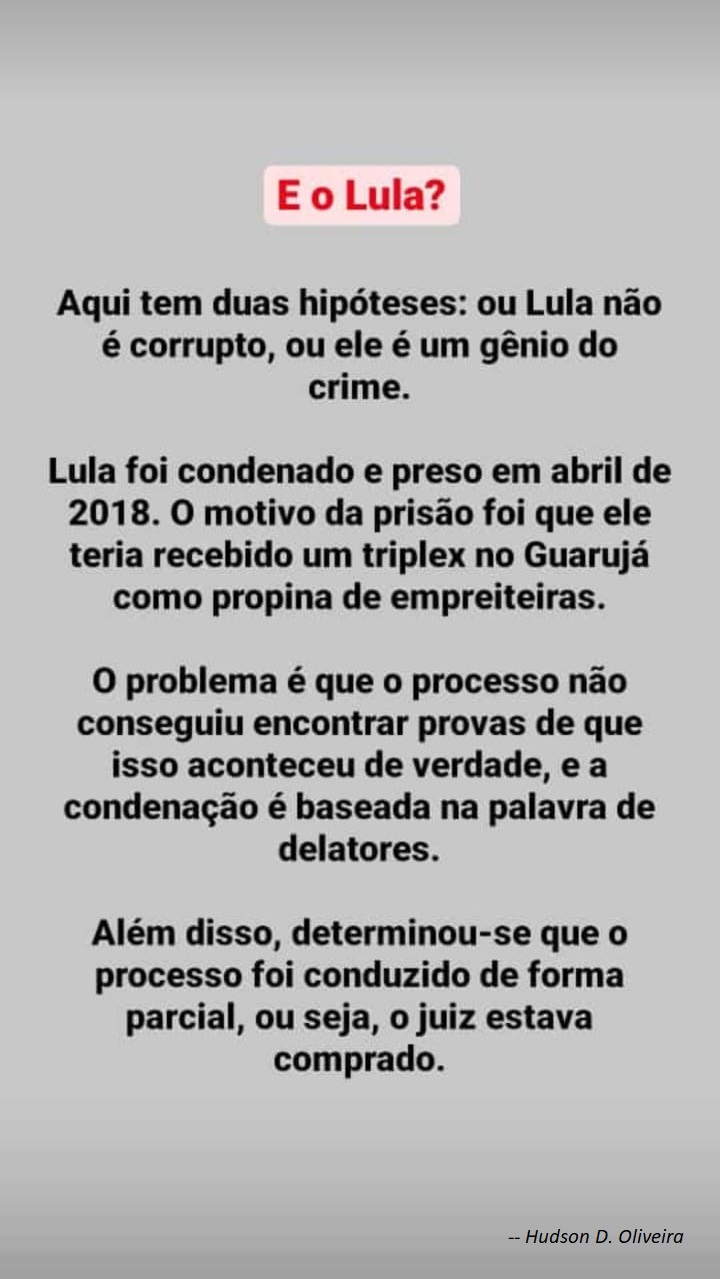 E o Lula?
Aqui tem duas hipóteses: ou Lula não
é corrupto, ou ele é um gênio do
crime.
Lula foi condenado e preso em abril de
2018. O motivo da prisão foi que ele
teria recebido um triplex no Guarujá
como propina de empreiteiras.
O problema é que o processo não
conseguiu encontrar provas de que
isso aconteceu de verdade, e a
condenação é baseada na palavra de
delatores.
Além disso, determinou-se que o
processo foi conduzido de forma
parcial, ou seja, o juiz estava
comprado.
-- Hudson D. Oliveira